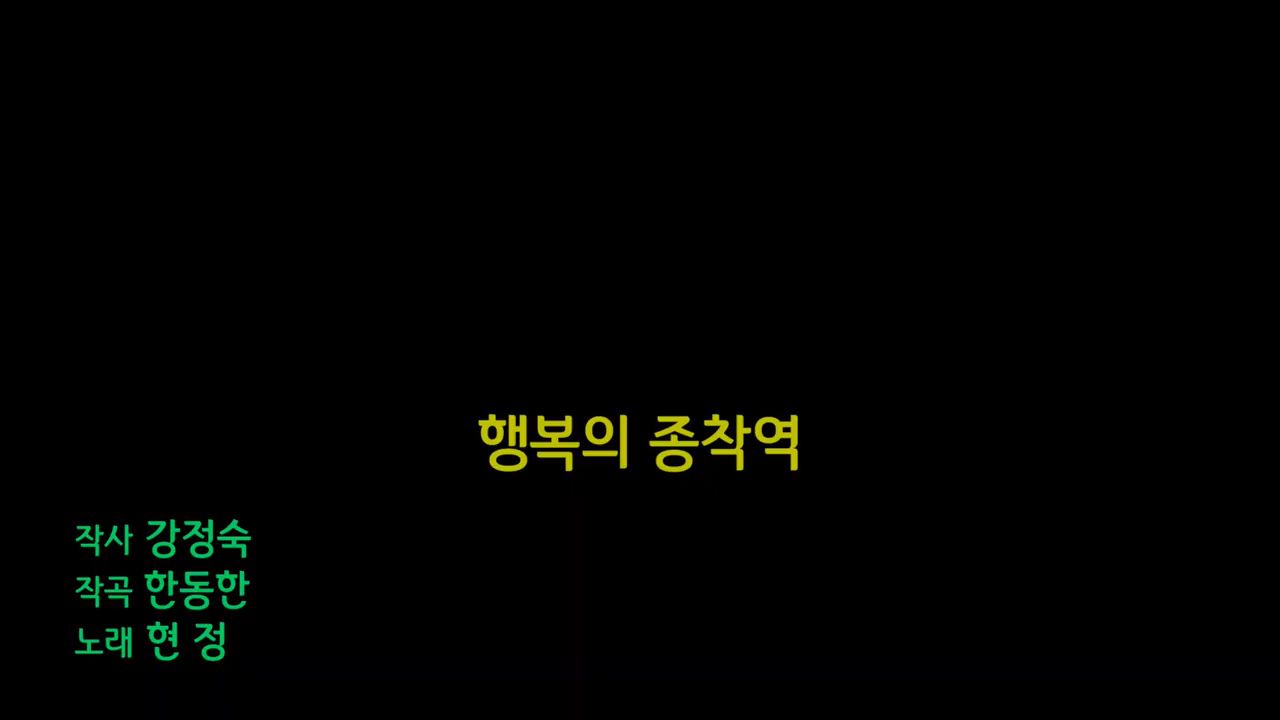 행복의 종착역
작사 강정숙
작곡 한동한
노래 현 정